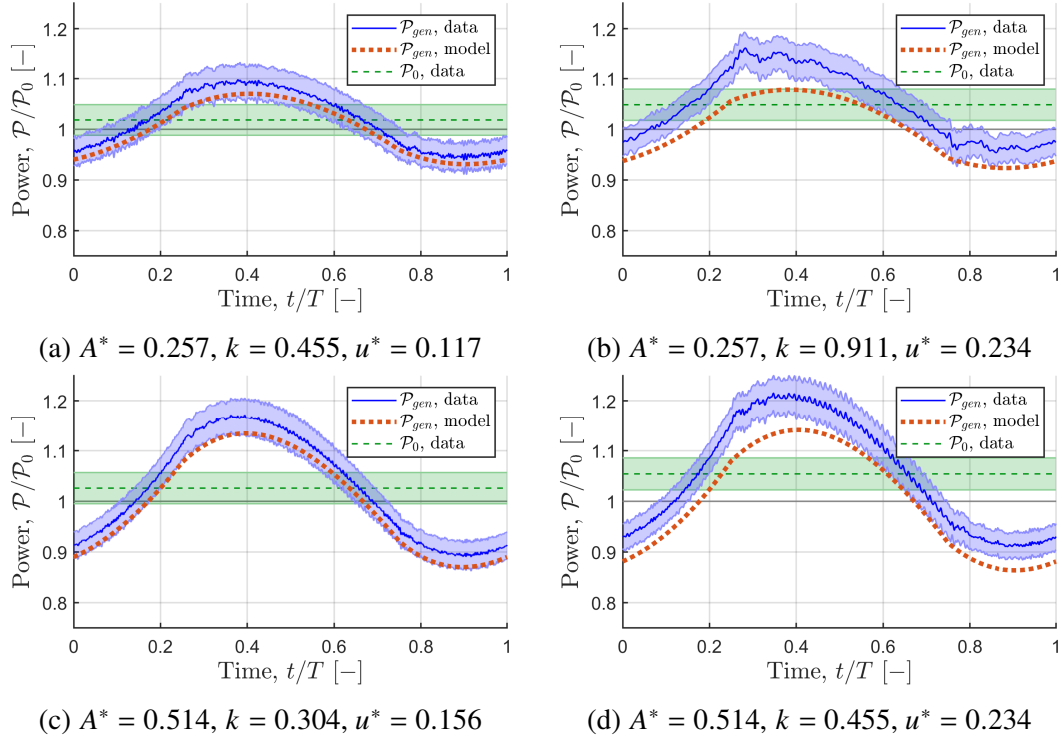 1.2
1.1
1
0.9
0.8
0 0.2 0.4 0.6 0.8 1
Power, 𝒫/𝒫₀ [−]
Time, t/T [−]
𝒫gen, data
𝒫gen, model
𝒫₀, data
(a) A* = 0.257, k = 0.455, u* = 0.117
1.2
1.1
1
0.9
0.8
0 0.2 0.4 0.6 0.8 1
Power, 𝒫/𝒫₀ [−]
Time, t/T [−]
𝒫gen, data
𝒫gen, model
𝒫₀, data
(b) A* = 0.257, k = 0.911, u* = 0.234
1.2
1.1
1
0.9
0.8
0 0.2 0.4 0.6 0.8 1
Power, 𝒫/𝒫₀ [−]
Time, t/T [−]
𝒫gen, data
𝒫gen, model
𝒫₀, data
(c) A* = 0.514, k = 0.304, u* = 0.156
1.2
1.1
1
0.9
0.8
0 0.2 0.4 0.6 0.8 1
Power, 𝒫/𝒫₀ [−]
Time, t/T [−]
𝒫gen, data
𝒫gen, model
𝒫₀, data
(d) A* = 0.514, k = 0.455, u* = 0.234